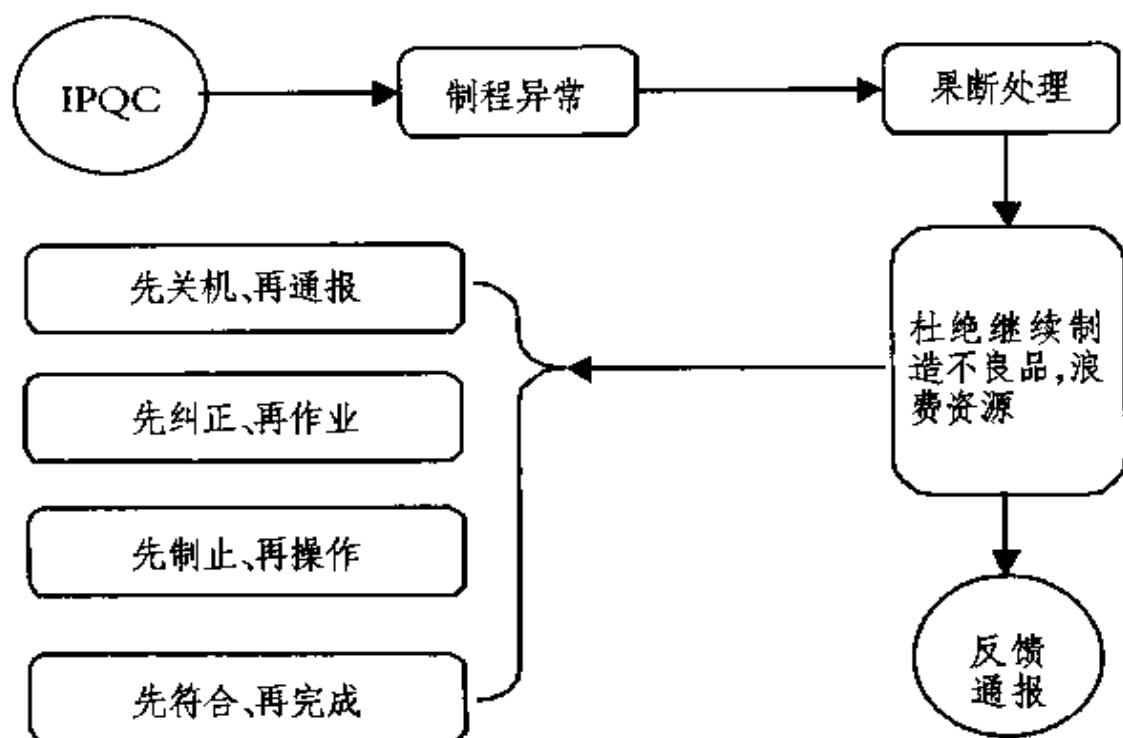 IPQC
制程异常
果断处理
杜绝继续制
造不良品,浪
费资源
先关机、再通报
先纠正、再作业
先制止、再操作
先符合、再完成
反馈
通报